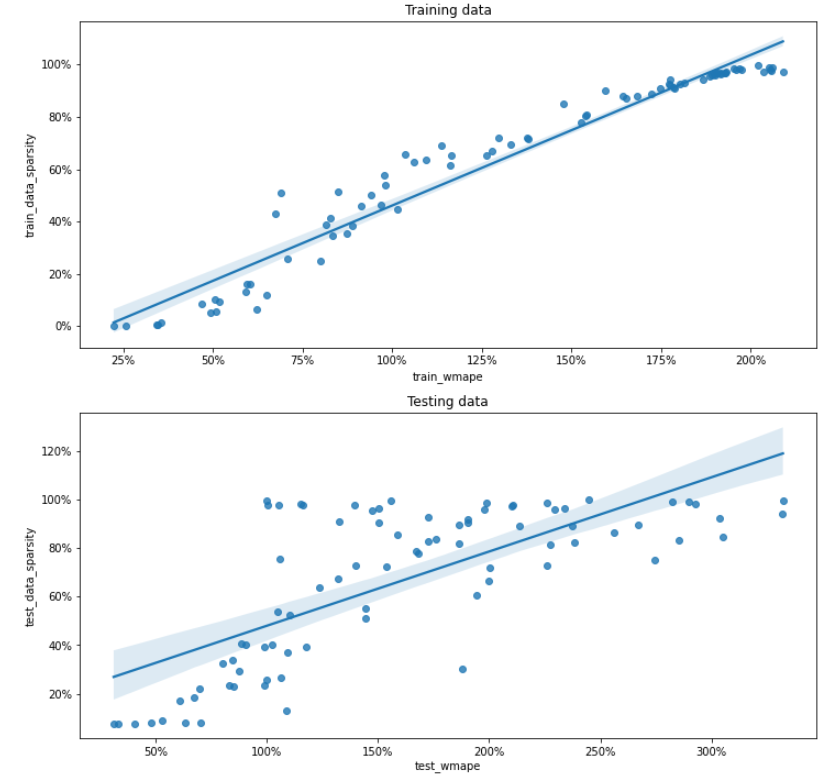 Training data
100%
80%
60%
40%
20%
0%
train_data_sparsity
25% 50% 75% 100% 125% 150% 175% 200%
train_wmape
Testing data
120%
100%
80%
60%
40%
20%
test_data_sparsity
50% 100% 150% 200% 250% 300%
test_wmape